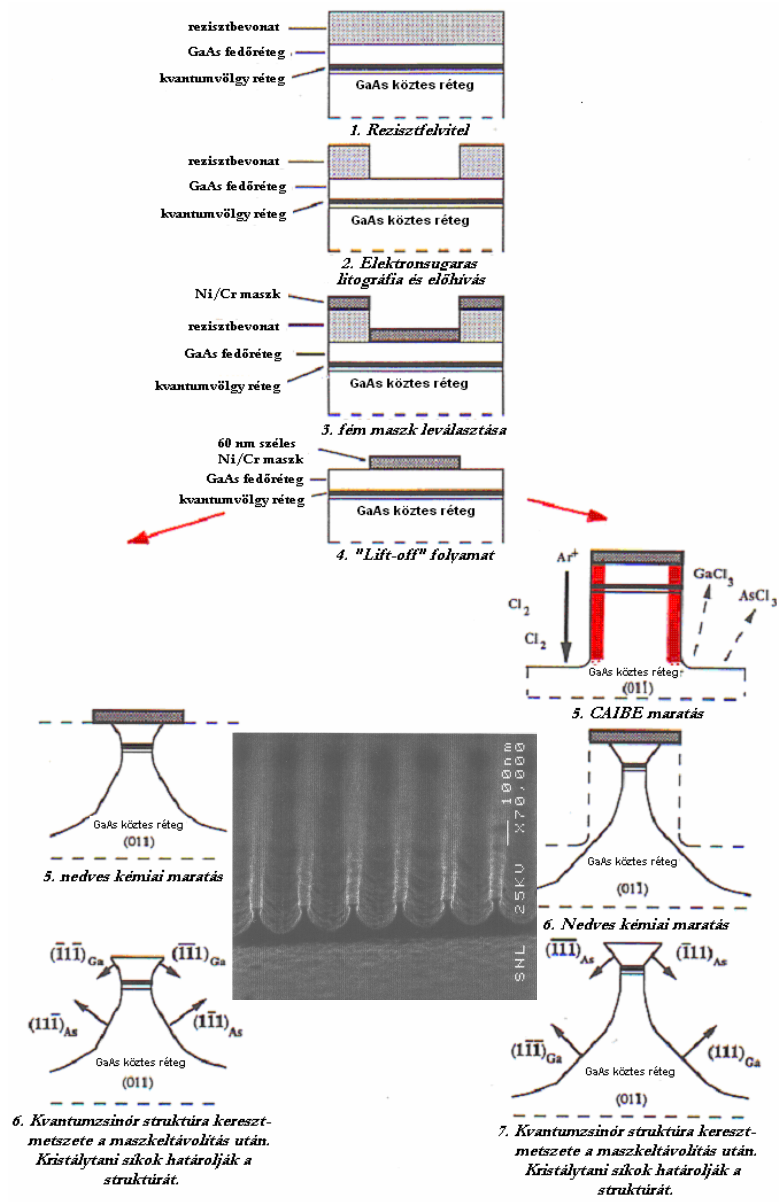 rezisztbevonat
GaAs fedőréteg
kvantumvölgy réteg
GaAs köztes réteg
1. Rezisztfelvitel
rezisztbevonat
GaAs fedőréteg
kvantumvölgy réteg
GaAs köztes réteg
2. Elektronsugaras
litográfia és előhívás
Ni/Cr maszk
rezisztbevonat
GaAs fedőréteg
kvantumvölgy réteg
GaAs köztes réteg
3. fém maszk leválasztása
60 nm széles
Ni/Cr maszk
GaAs fedőréteg
kvantumvölgy réteg
GaAs köztes réteg
4. "Lift-off" folyamat
Ar⁺
GaCl₃
AsCl₃
Cl₂
Cl₂
GaAs köztes réteg
(011̅)
5. CAIBE maratás
GaAs köztes réteg
(011)
5. nedves kémiai maratás
SNL 25KV X70,000 100nm
GaAs köztes réteg
(011̅)
6. Nedves kémiai maratás
(1̅11̅)Ga
(1̅1̅1)Ga
(111̅)As
(11̅1)As
GaAs köztes réteg
(011)
6. Kvantumzsinór struktúra kereszt-
metszete a maszkeltávolítás után.
Kristálytani síkok határolják a
struktúrát.
(1̅1̅1̅)As
(1̅11)As
(11̅1̅)Ga
(111)Ga
GaAs köztes réteg
(011̅)
7. Kvantumzsinór struktúra kereszt-
metszete a maszkeltávolítás után.
Kristálytani síkok határolják a
struktúrát.